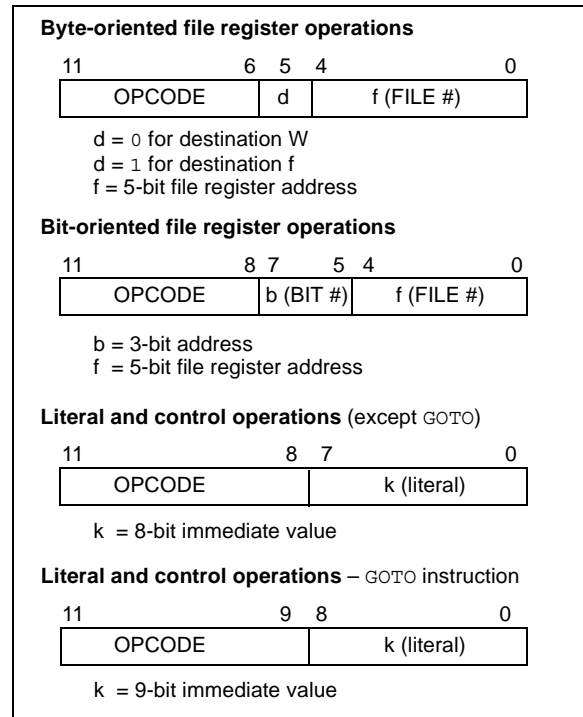 Byte-oriented file register operations
11 6 5 4 0
OPCODE d f (FILE #)
d = 0 for destination W
d = 1 for destination f
f = 5-bit file register address
Bit-oriented file register operations
11 8 7 5 4 0
OPCODE b (BIT #) f (FILE #)
b = 3-bit address
f = 5-bit file register address
Literal and control operations (except GOTO)
11 8 7 0
OPCODE k (literal)
k = 8-bit immediate value
Literal and control operations – GOTO instruction
11 9 8 0
OPCODE k (literal)
k = 9-bit immediate value